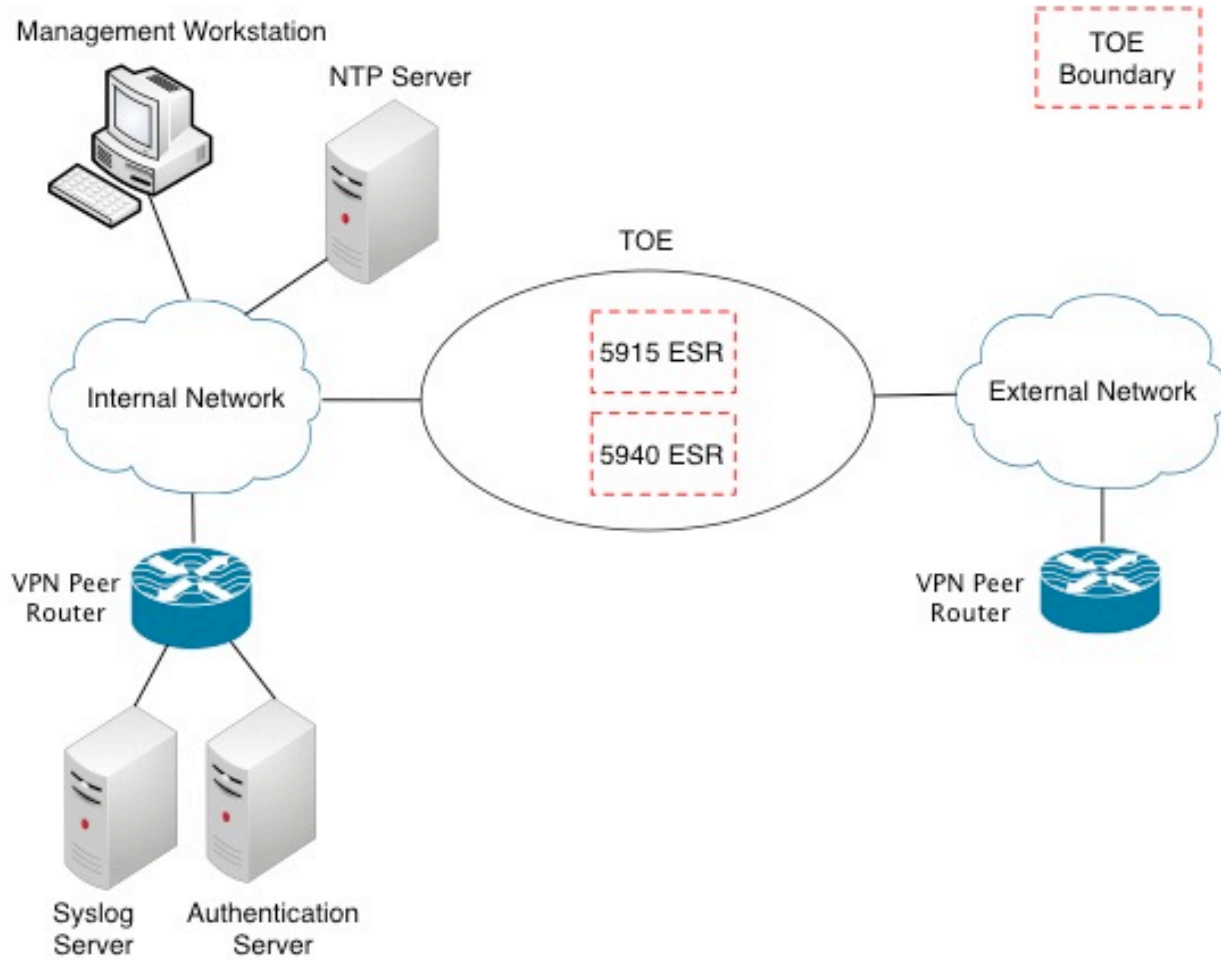 Management Workstation
NTP Server
TOE
Boundary
TOE
5915 ESR
5940 ESR
Internal Network
External Network
VPN Peer
Router
VPN Peer
Router
Syslog
Server
Authentication
Server